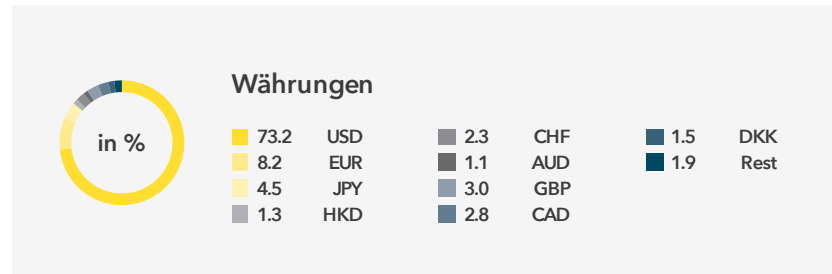 Währungen
in %
73.2 USD
8.2 EUR
4.5 JPY
1.3 HKD
2.3 CHF
1.1 AUD
3.0 GBP
2.8 CAD
1.5 DKK
1.9 Rest